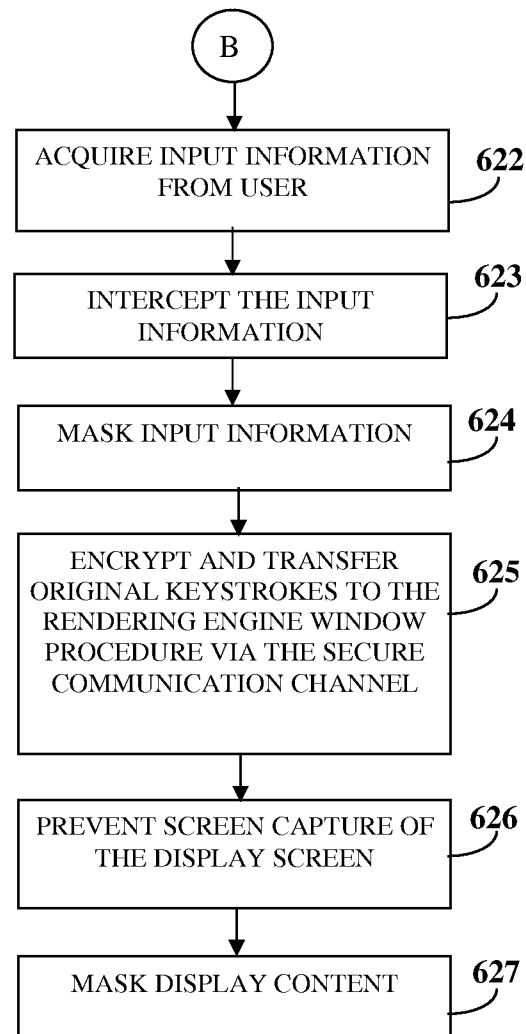 B
ACQUIRE INPUT INFORMATION
FROM USER
622
INTERCEPT THE INPUT
INFORMATION
623
MASK INPUT INFORMATION
624
ENCRYPT AND TRANSFER
ORIGINAL KEYSTROKES TO THE
RENDERING ENGINE WINDOW
PROCEDURE VIA THE SECURE
COMMUNICATION CHANNEL
625
PREVENT SCREEN CAPTURE OF
THE DISPLAY SCREEN
626
MASK DISPLAY CONTENT
627